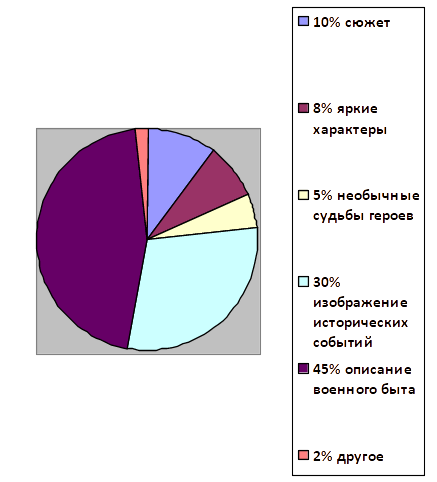 10% сюжет
8% яркие
характеры
5% необычные
судьбы героев
30%
изображение
исторических
событий
45% описание
военного быта
2% другое